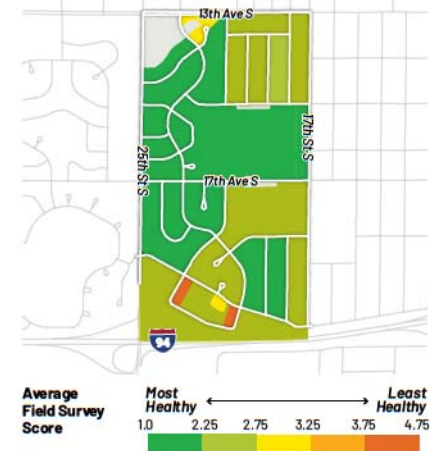 13th Ave S
25th St S
17th St S
17th Ave S
94
Average
Field Survey
Score
Most
Healthy
Least
Healthy
1.0 2.25 2.75 3.25 3.75 4.75